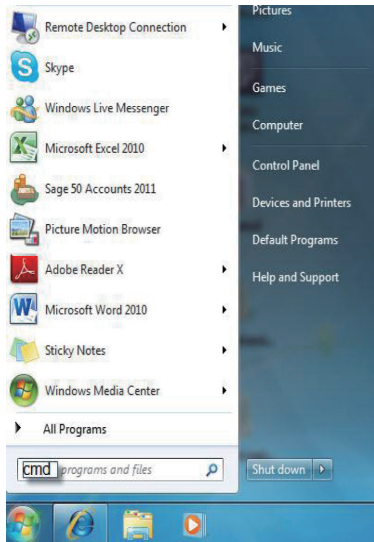 Remote Desktop Connection
Skype
Windows Live Messenger
Microsoft Excel 2010
Sage 50 Accounts 2011
Picture Motion Browser
Adobe Reader X
Microsoft Word 2010
Sticky Notes
Windows Media Center
All Programs
cmd programs and files
Pictures
Music
Games
Computer
Control Panel
Devices and Printers
Default Programs
Help and Support
Shut down